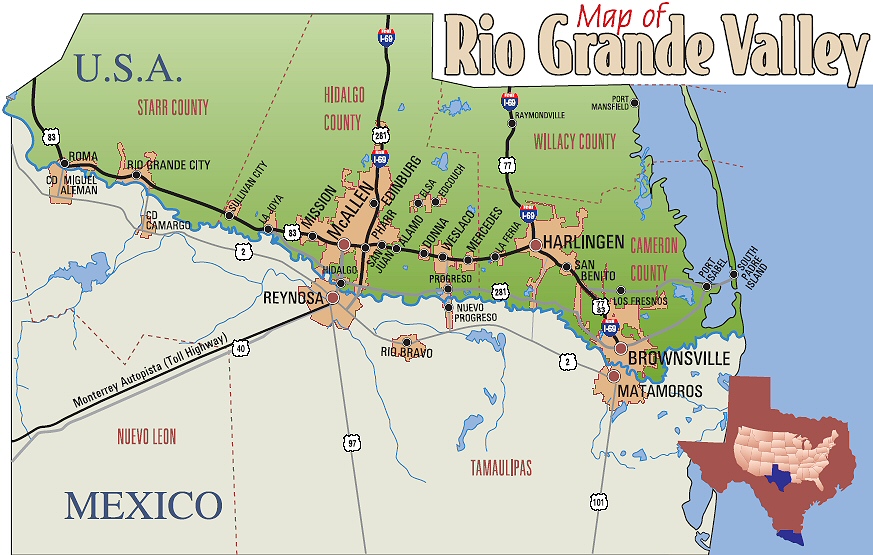 Map of
Rio Grande Valley
U.S.A.
STARR COUNTY
HIDALGO
COUNTY
I-69
I-69
PORT
MANSFIELD
RAYMONDVILLE
WILLACY COUNTY
83
281
I-69
77
ROMA
RIO GRANDE CITY
CD MIGUEL
ALEMAN
CD
CAMARGO
SULLIVAN CITY
LA JOYA
83
MISSION
McALLEN
EDINBURG
PHARR
SAN
JUAN
ALAMO
ELSA
EDCOUCH
DONNA
WESLACO
MERCEDES
LA FERIA
I-69
HARLINGEN
SAN
BENITO
CAMERON
COUNTY
PORT
ISABEL
SOUTH
PADRE
ISLAND
2
HIDALGO
REYNOSA
PROGRESO
281
NUEVO
PROGRESO
LOS FRESNOS
77
83
I-69
RIO BRAVO
2
BROWNSVILLE
MATAMOROS
Monterrey Autopista (Toll Highway)
40
97
101
NUEVO LEON
TAMAULIPAS
MEXICO